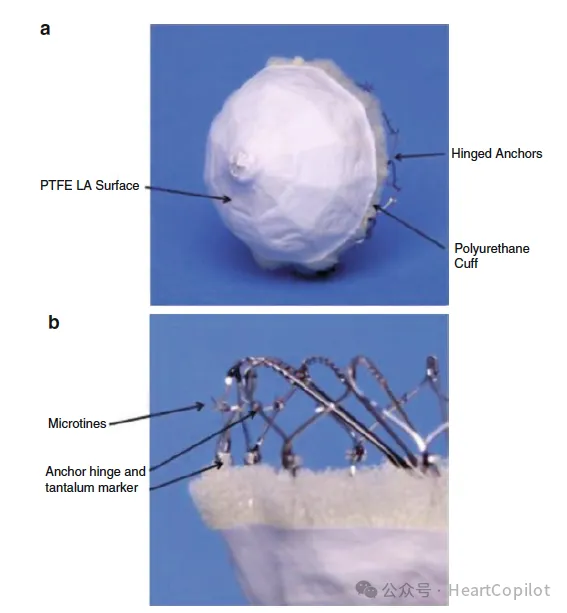 a
Hinged Anchors
PTFE LA Surface
Polyurethane
Cuff
b
Microtines
Anchor hinge and
tantalum marker
公众号 · HeartCopilot